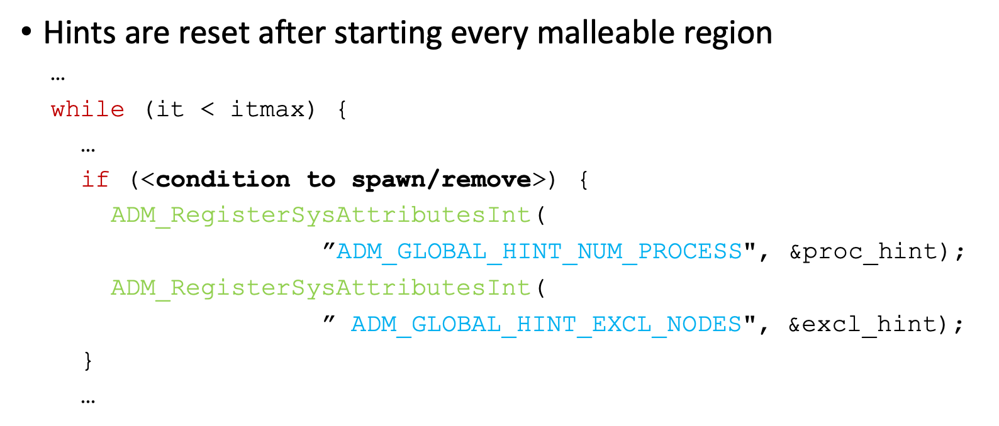 • Hints are reset after starting every malleable region
…
while (it < itmax) {
…
if (<condition to spawn/remove>) {
ADM_RegisterSysAttributesInt(
”ADM_GLOBAL_HINT_NUM_PROCESS", &proc_hint);
ADM_RegisterSysAttributesInt(
” ADM_GLOBAL_HINT_EXCL_NODES", &excl_hint);
}
…